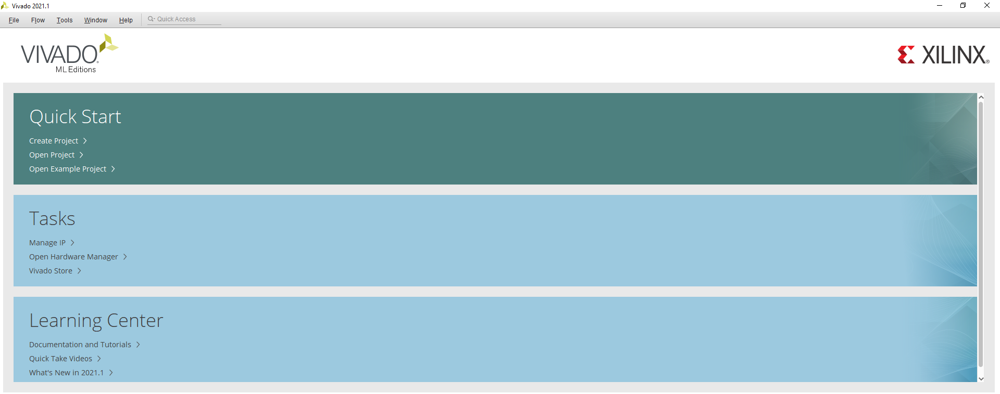 Vivado 2021.1
File Flow Tools Window Help Quick Access
VIVADO®
ML Editions
XILINX®
Quick Start
Create Project
Open Project
Open Example Project
Tasks
Manage IP
Open Hardware Manager
Vivado Store
Learning Center
Documentation and Tutorials
Quick Take Videos
What's New in 2021.1